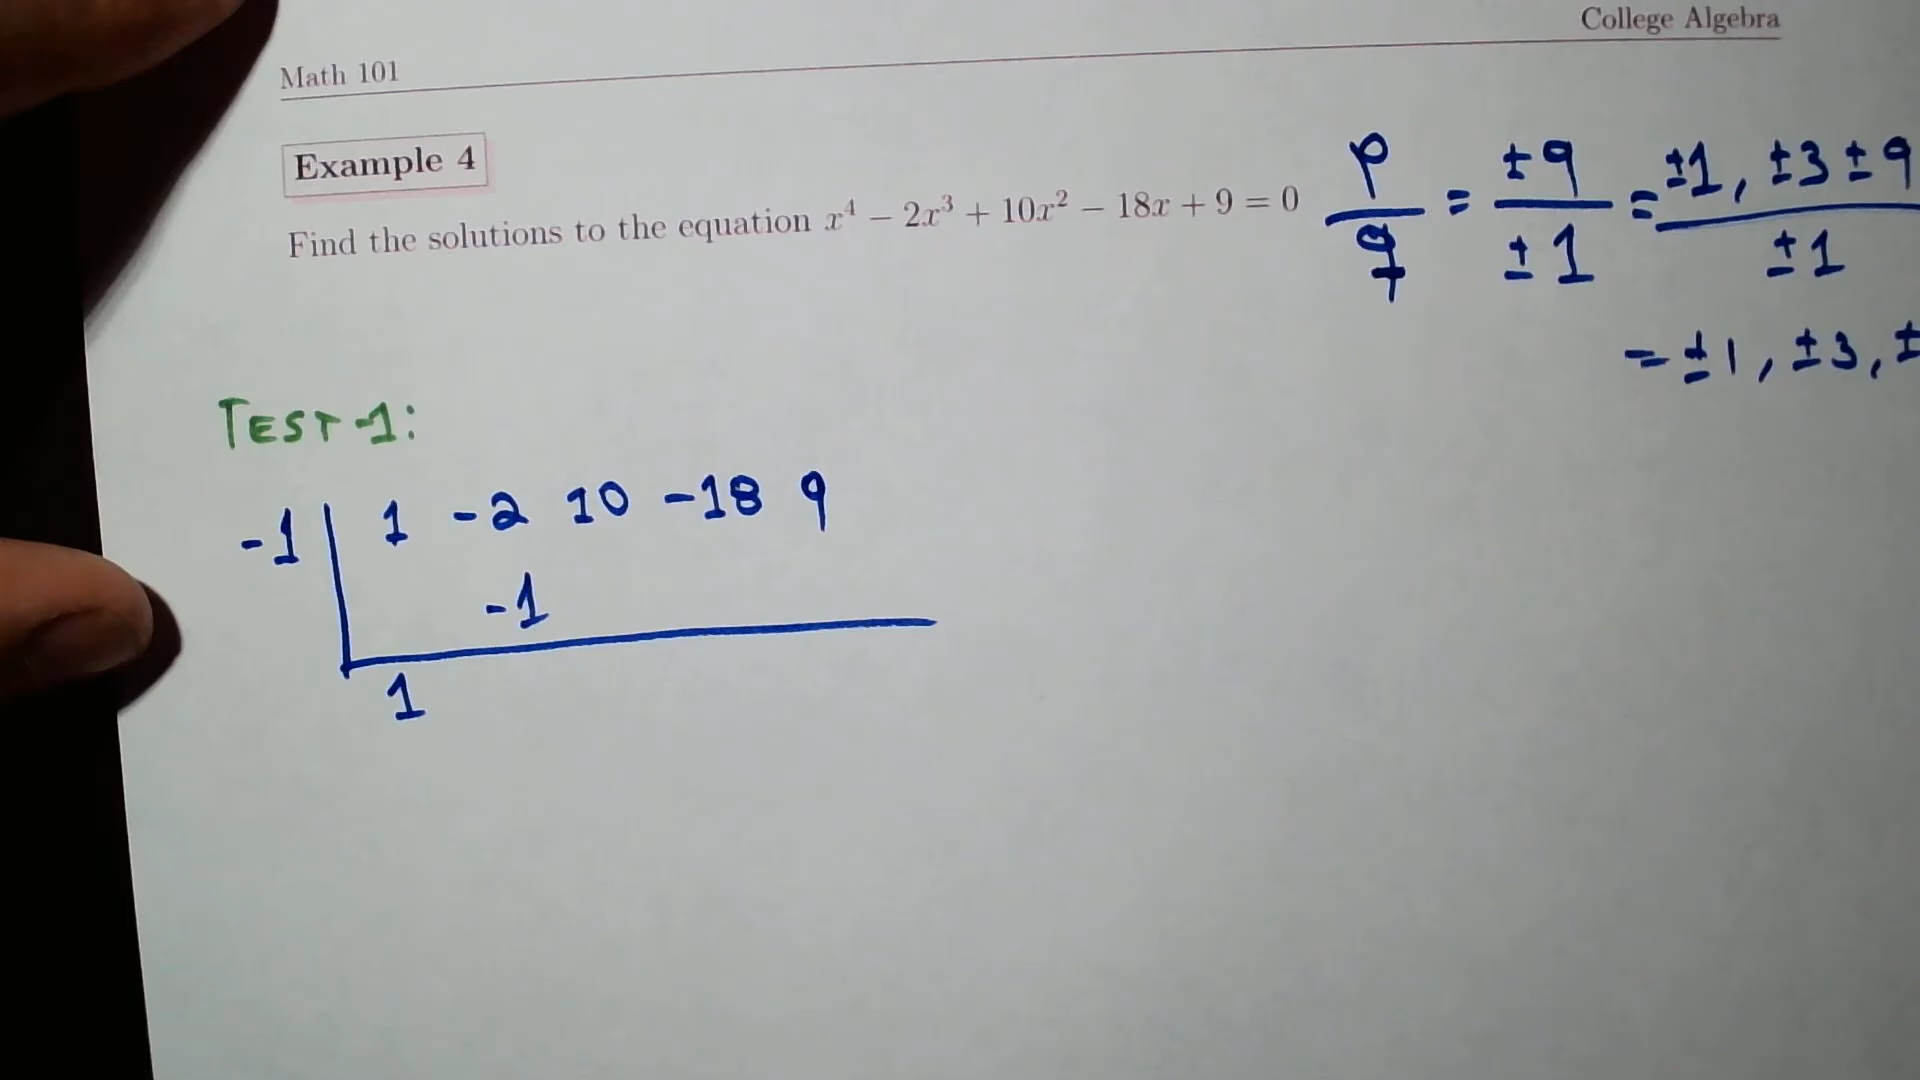 Math 101
College Algebra
Example 4
Find the solutions to the equation x⁴ − 2x³ + 10x² − 18x + 9 = 0
p/q = ±9/±1 = ±1, ±3 ±9/±1
= ±1, ±3, ±
TEST -1:
-1 | 1 -2 10 -18 9
-1
1